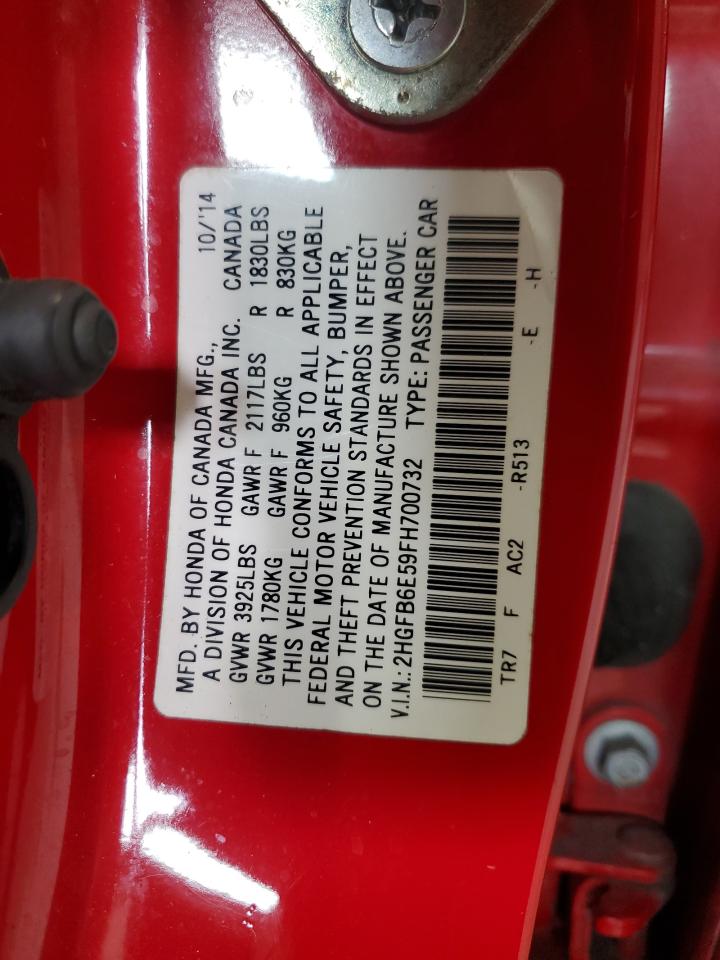 MFD. BY HONDA OF CANADA MFG., 10/'14
A DIVISION OF HONDA CANADA INC. CANADA
GVWR 3925LBS GAWR F 2117LBS R 1830LBS
GVWR 1780KG GAWR F 960KG R 830KG
THIS VEHICLE CONFORMS TO ALL APPLICABLE
FEDERAL MOTOR VEHICLE SAFETY, BUMPER,
AND THEFT PREVENTION STANDARDS IN EFFECT
ON THE DATE OF MANUFACTURE SHOWN ABOVE.
V.I.N.: 2HGFB6E59FH700732 TYPE: PASSENGER CAR
TR7 F AC2 -R513 -E -H